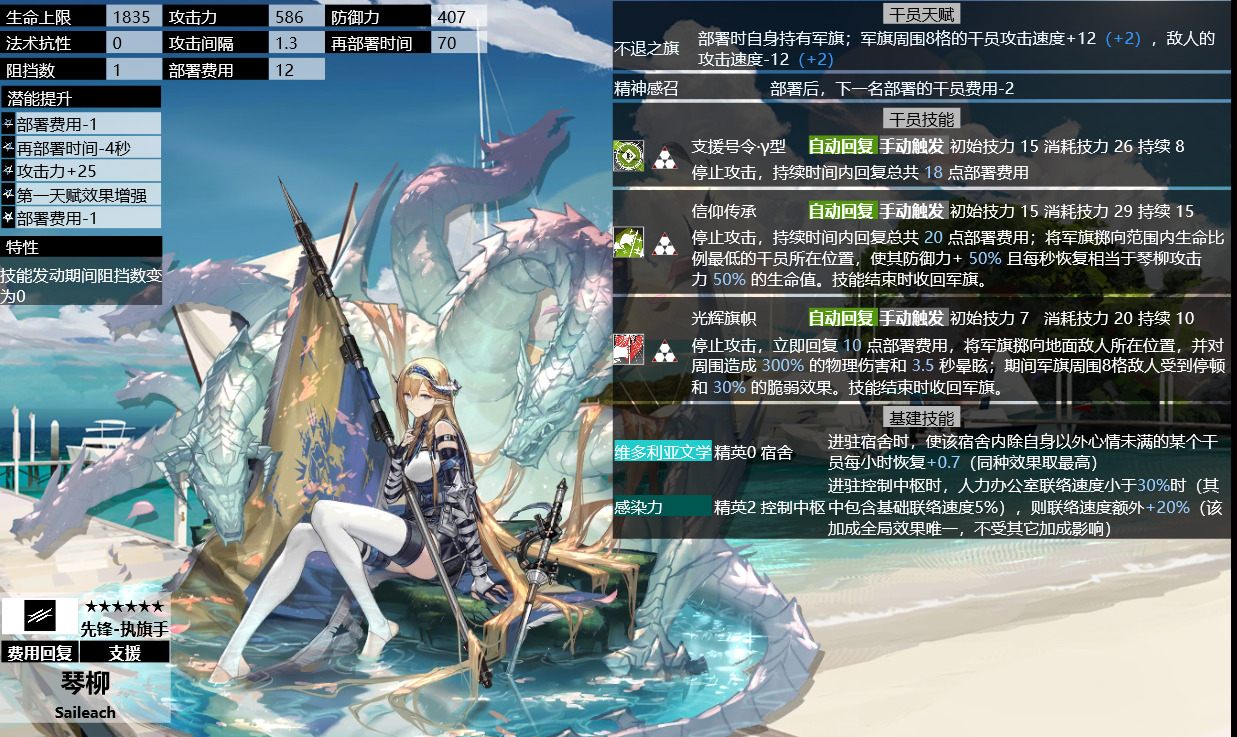 生命上限 1835 攻击力 586 防御力 407
法术抗性 0 攻击间隔 1.3 再部署时间 70
阻挡数 1 部署费用 12
潜能提升
部署费用-1
再部署时间-4秒
攻击力+25
第一天赋效果增强
部署费用-1
特性
技能发动期间阻挡数变
为0
★★★★★★
先锋-执旗手
费用回复 支援
琴柳
Saileach
干员天赋
不退之旗 部署时自身持有军旗；军旗周围8格的干员攻击速度+12（+2），敌人的
攻击速度-12（+2）
精神感召 部署后，下一名部署的干员费用-2
干员技能
支援号令·γ型 自动回复 手动触发 初始技力 15 消耗技力 26 持续 8
停止攻击，持续时间内回复总共 18 点部署费用
信仰传承 自动回复 手动触发 初始技力 15 消耗技力 29 持续 15
停止攻击，持续时间内回复总共 20 点部署费用；将军旗掷向范围内生命比
例最低的干员所在位置，使其防御力+ 50% 且每秒恢复相当于琴柳攻击
力 50% 的生命值。技能结束时收回军旗。
光辉旗帜 自动回复 手动触发 初始技力 7 消耗技力 20 持续 10
停止攻击，立即回复 10 点部署费用，将军旗掷向地面敌人所在位置，并对
周围造成 300% 的物理伤害和 3.5 秒晕眩；期间军旗周围8格敌人受到停顿
和 30% 的脆弱效果。技能结束时收回军旗。
基建技能
维多利亚文学 精英0 宿舍 进驻宿舍时，使该宿舍内除自身以外心情未满的某个干
员每小时恢复+0.7（同种效果取最高）
感染力 精英2 控制中枢 进驻控制中枢时，人力办公室联络速度小于30%时（其
中包含基础联络速度5%），则联络速度额外+20%（该
加成全局效果唯一，不受其它加成影响）